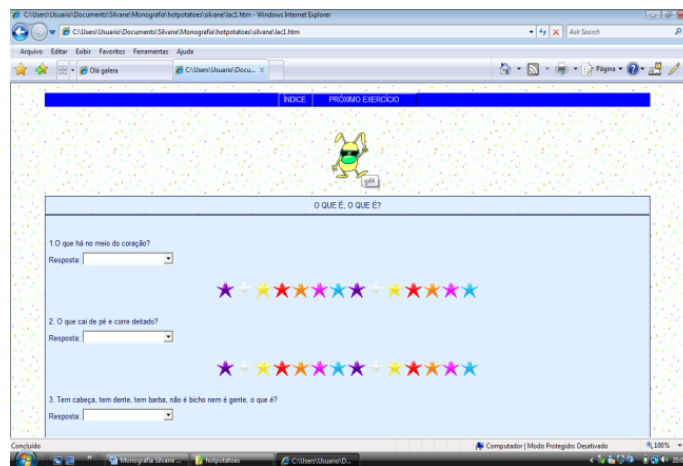 C:\Users\Usuario\Documents\Silvane\Monografia\hotpotatoes\silvane\lac1.htm - Windows Internet Explorer
C:\Users\Usuario\Documents\Silvane\Monografia\hotpotatoes\silvane\lac1.htm
Ask Search
Arquivo Editar Exibir Favoritos Ferramentas Ajuda
Olá galera
C:\Users\Usuario\Docu...
Página
ÍNDICE PRÓXIMO EXERCÍCIO
O QUE É, O QUE É?
1.O que há no meio do coração?
Resposta:
2. O que cai de pé e corre deitado?
Resposta:
3. Tem cabeça, tem dente, tem barba, não é bicho nem é gente, o que é?
Resposta:
Concluído
Computador | Modo Protegido: Desativado
100%
Monografia Silvane ...
hotpotatoes
C:\Users\Usuario\D...